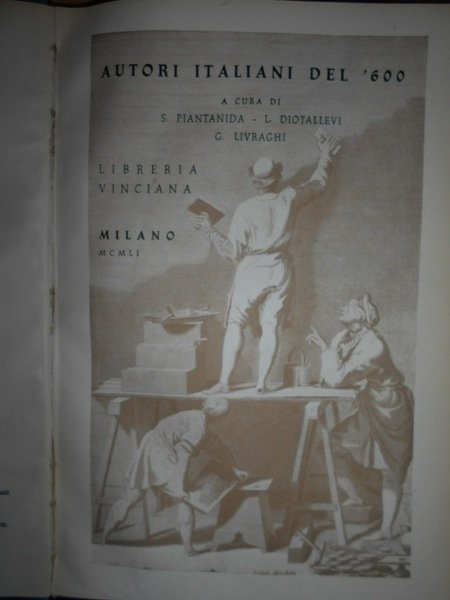 AUTORI ITALIANI DEL '600
A CURA DI
S. PIANTANIDA - L. DIOTALLEVI
G. LIVRAGHI
LIBRERIA
VINCIANA
MILANO
MCMLI